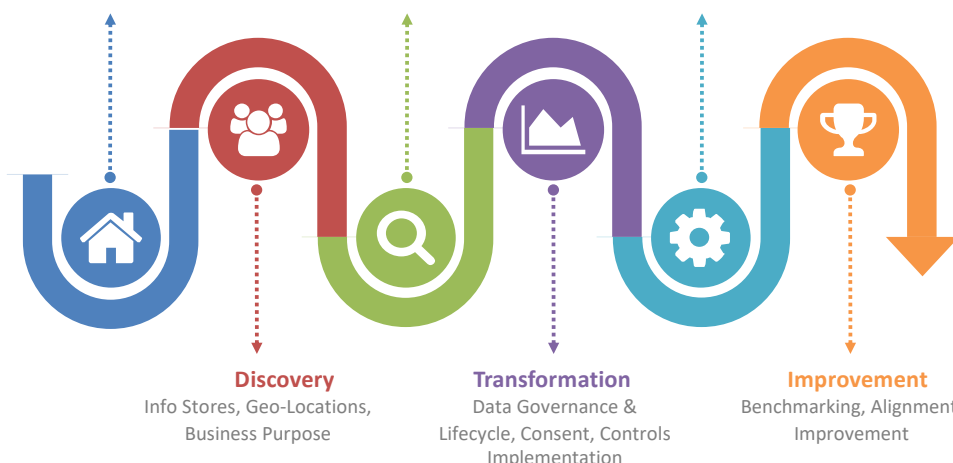 Discovery
Info Stores, Geo-Locations,
Business Purpose
Transformation
Data Governance &
Lifecycle, Consent, Controls
Implementation
Improvement
Benchmarking, Alignment
Improvement